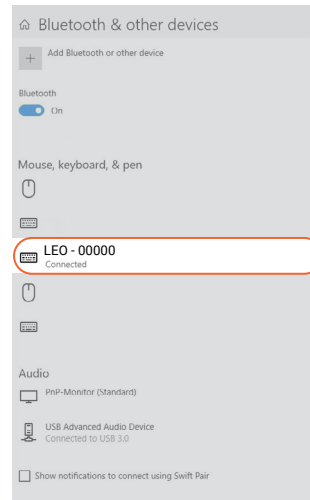 Bluetooth & other devices
Add Bluetooth or other device
Bluetooth
On
Mouse, keyboard, & pen
LEO - 00000
Connected
Audio
PnP-Monitor (Standard)
USB Advanced Audio Device
Connected to USB 3.0
Show notifications to connect using Swift Pair